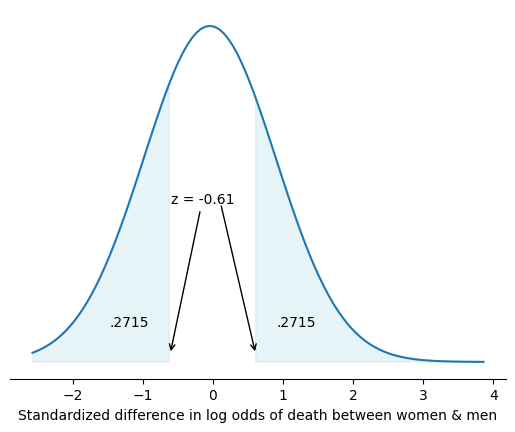 z = -0.61
.2715 .2715
−2 −1 0 1 2 3 4
Standardized difference in log odds of death between women & men